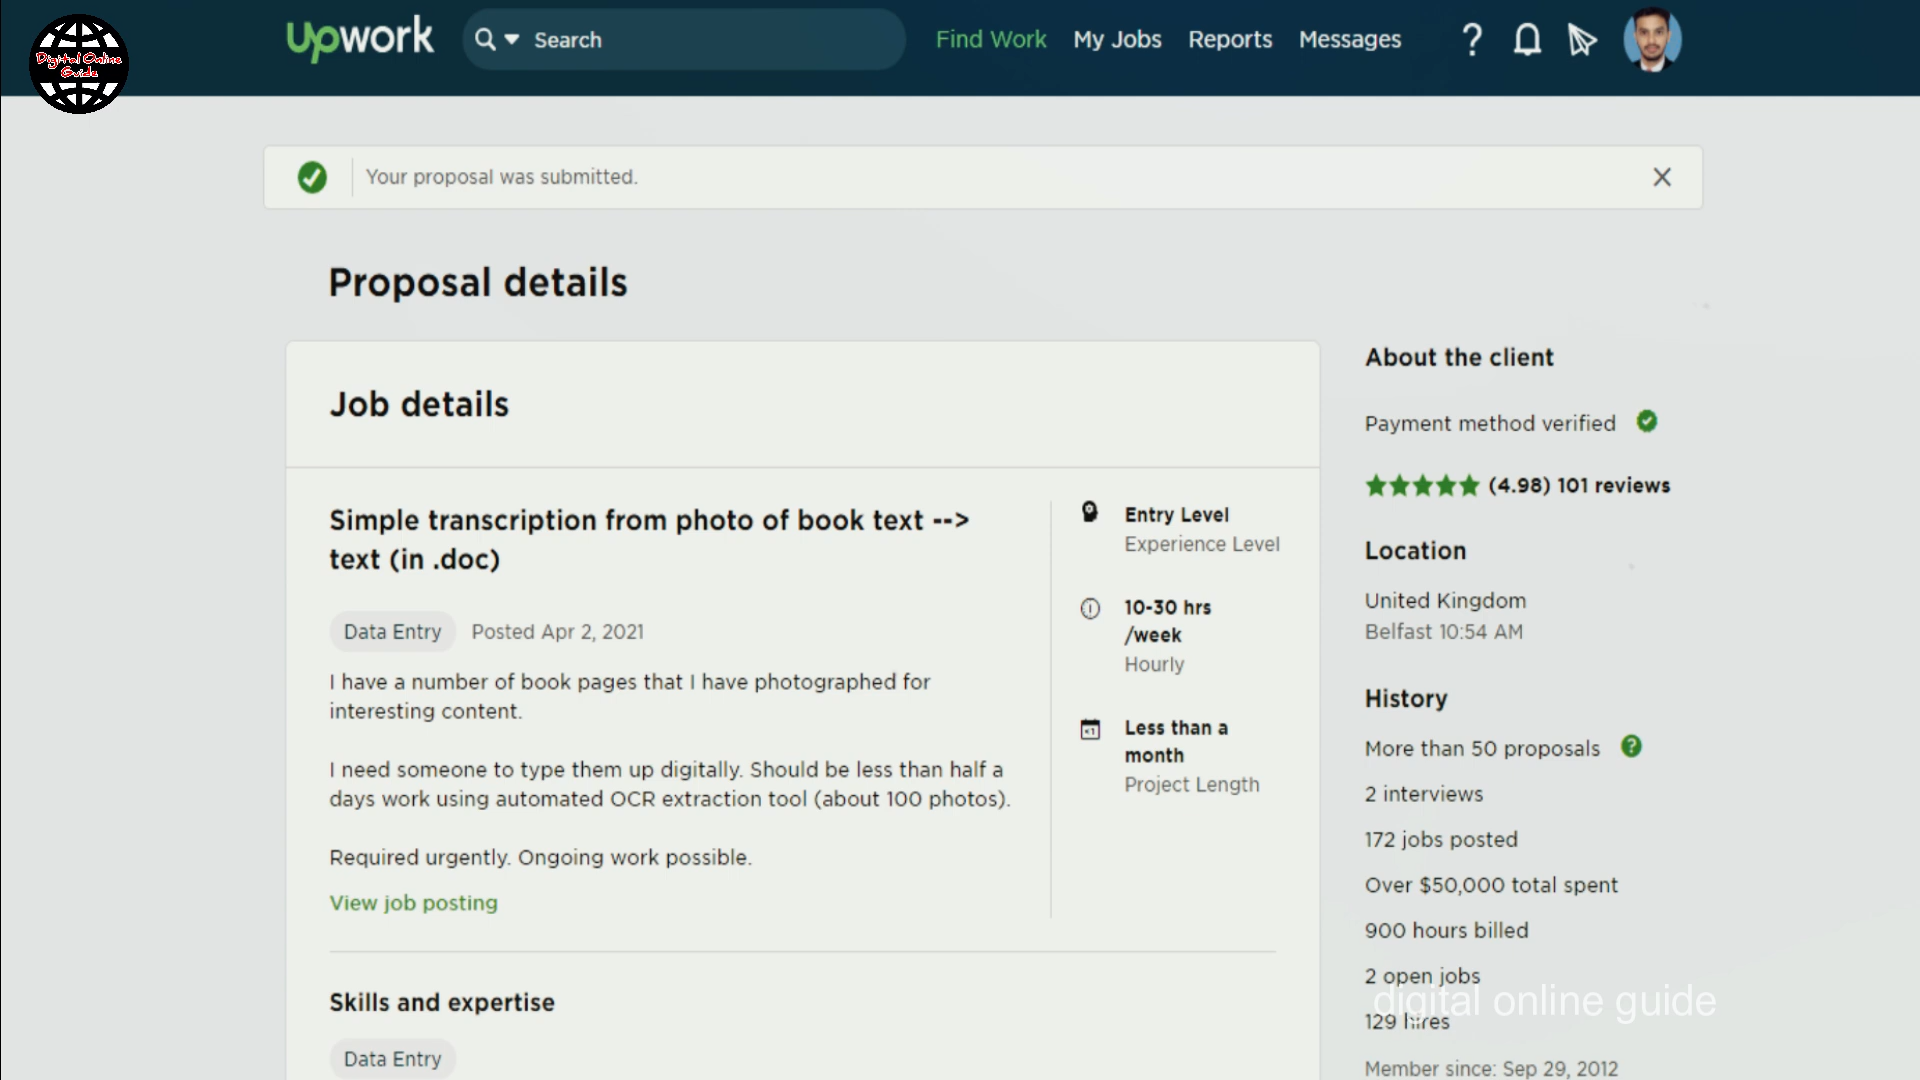 Digital Online
Guide
Upwork
Search
Find Work
My Jobs
Reports
Messages
Your proposal was submitted.
Proposal details
Job details
Simple transcription from photo of book text -->
text (in .doc)
Data Entry
Posted Apr 2, 2021
I have a number of book pages that I have photographed for
interesting content.
I need someone to type them up digitally. Should be less than half a
days work using automated OCR extraction tool (about 100 photos).
Required urgently. Ongoing work possible.
View job posting
Entry Level
Experience Level
10-30 hrs
/week
Hourly
Less than a
month
Project Length
Skills and expertise
Data Entry
About the client
Payment method verified
(4.98) 101 reviews
Location
United Kingdom
Belfast 10:54 AM
History
More than 50 proposals
2 interviews
172 jobs posted
Over $50,000 total spent
900 hours billed
2 open jobs
digital online guide
129 hires
Member since: Sep 29, 2012